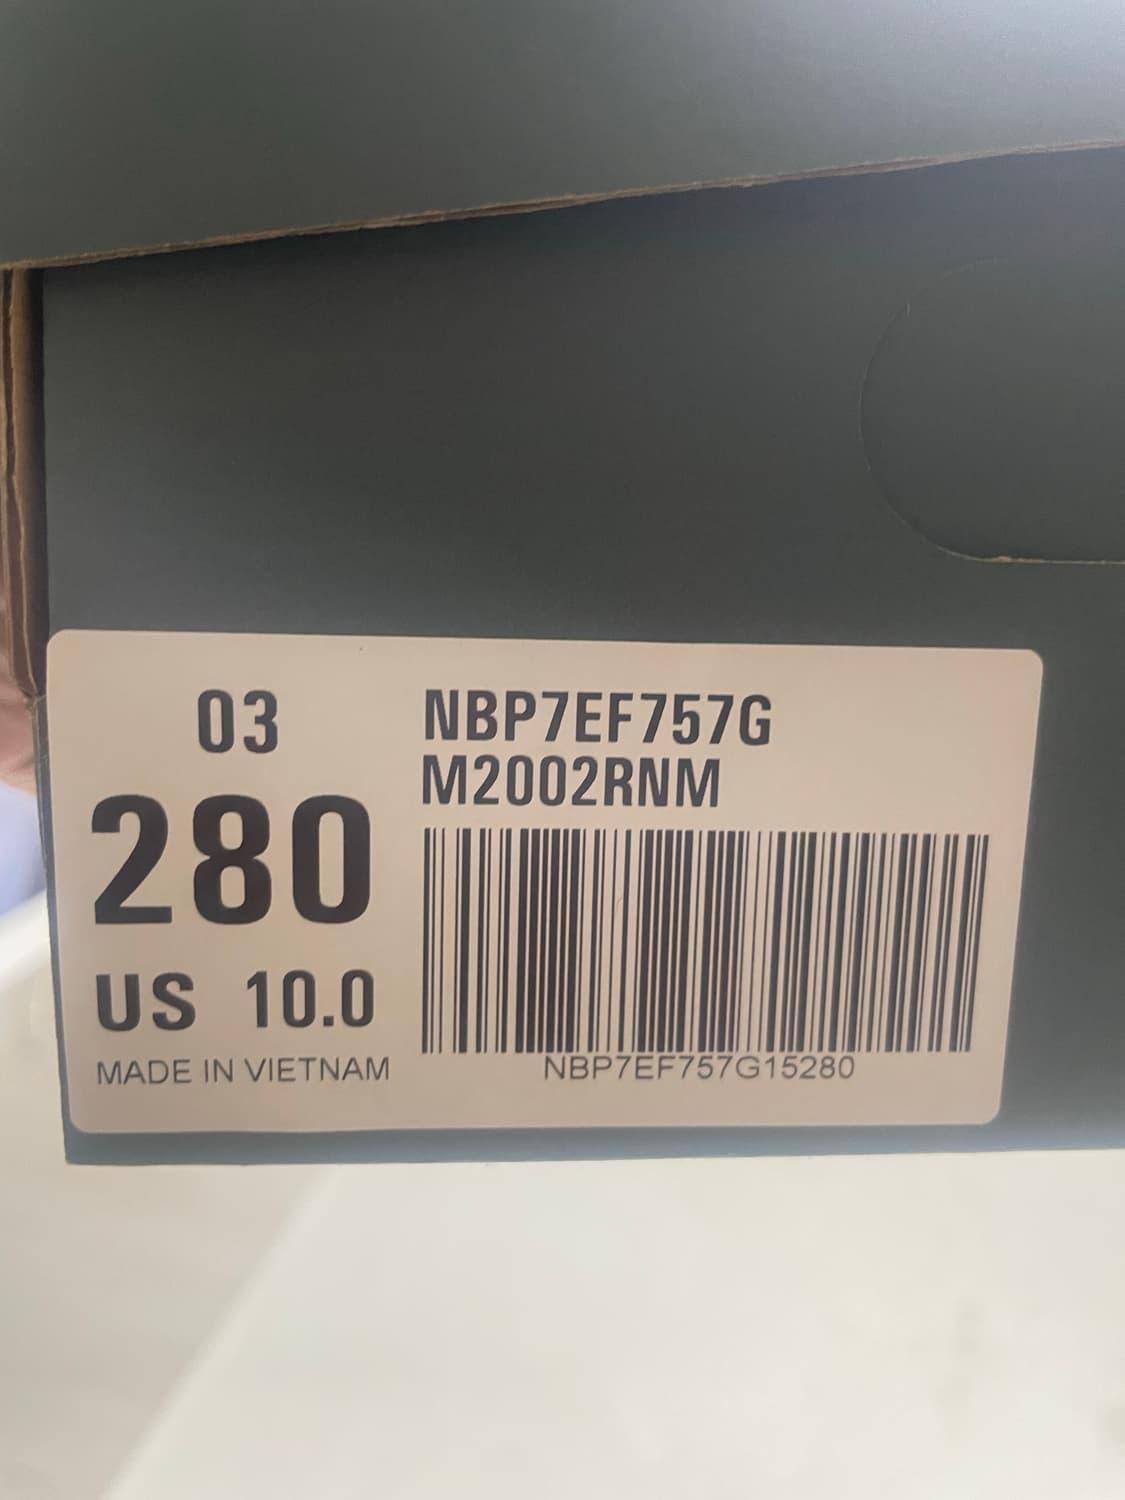 03
280
US 10.0
MADE IN VIETNAM
NBP7EF757G
M2002RNM
NBP7EF757G15280